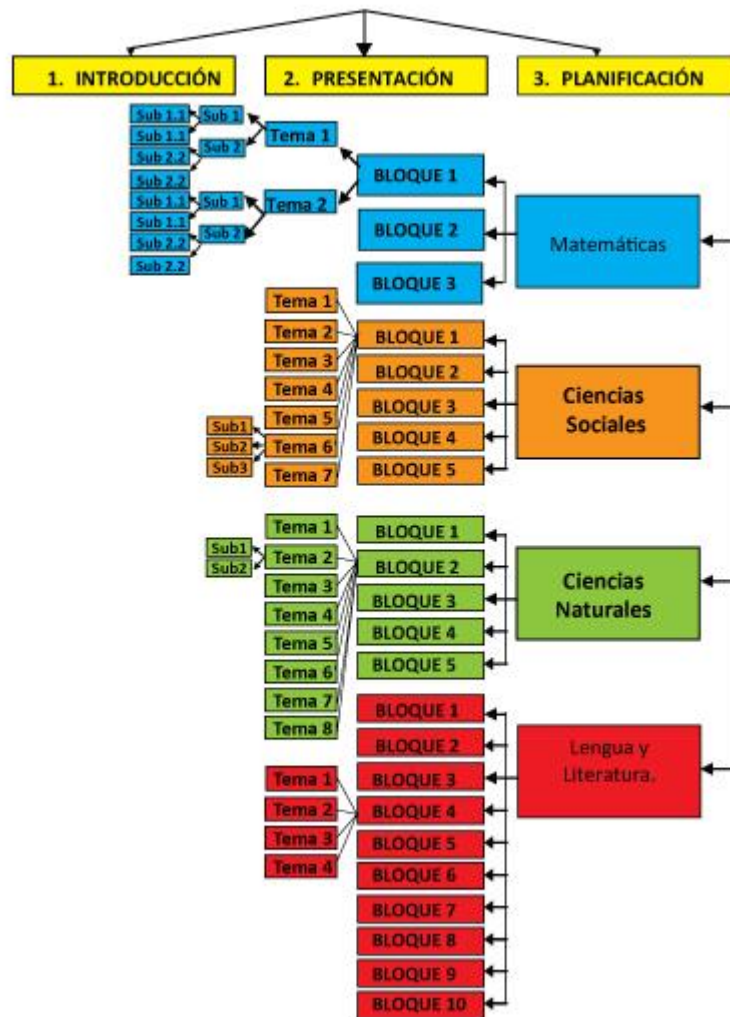 1. INTRODUCCIÓN
2. PRESENTACIÓN
3. PLANIFICACIÓN
Sub 1.1
Sub 1.1
Sub 2.2
Sub 2.2
Sub 1.1
Sub 1.1
Sub 2.2
Sub 2.2
Sub 1
Sub 2
Sub 1
Sub 2
Tema 1
Tema 2
BLOQUE 1
BLOQUE 2
BLOQUE 3
Matemáticas
Sub1
Sub2
Sub3
Tema 1
Tema 2
Tema 3
Tema 4
Tema 5
Tema 6
Tema 7
BLOQUE 1
BLOQUE 2
BLOQUE 3
BLOQUE 4
BLOQUE 5
Ciencias
Sociales
Sub1
Sub2
Tema 1
Tema 2
Tema 3
Tema 4
Tema 5
Tema 6
Tema 7
Tema 8
BLOQUE 1
BLOQUE 2
BLOQUE 3
BLOQUE 4
BLOQUE 5
Ciencias
Naturales
Tema 1
Tema 2
Tema 3
Tema 4
BLOQUE 1
BLOQUE 2
BLOQUE 3
BLOQUE 4
BLOQUE 5
BLOQUE 6
BLOQUE 7
BLOQUE 8
BLOQUE 9
BLOQUE 10
Lengua y
Literatura.